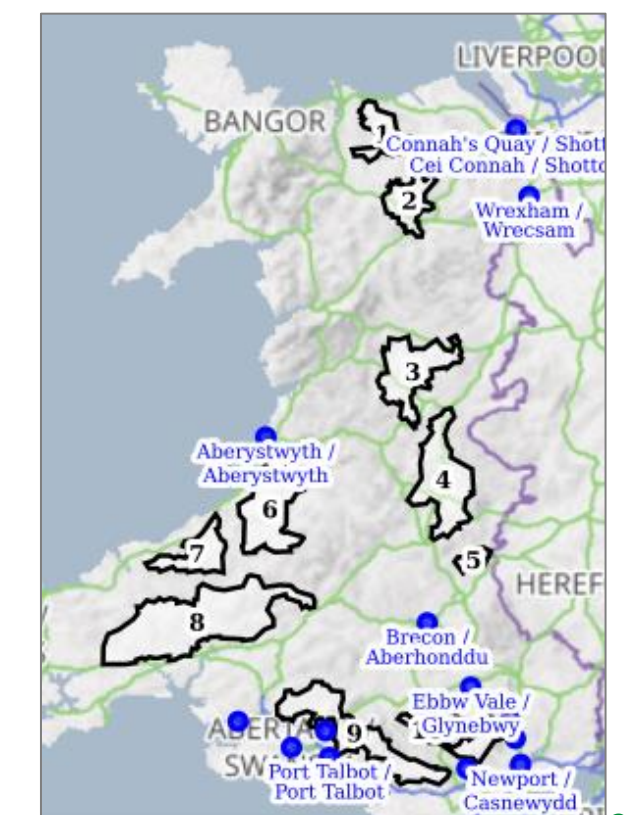 LIVERPOOL
BANGOR
1
Connah's Quay / Shott
Cei Connah / Shotto
2
Wrexham /
Wrecsam
3
Aberystwyth /
Aberystwyth
4
6
7
5
HEREF
8
Brecon /
Aberhonddu
Ebbw Vale /
Glynebwy
9
Port Talbot /
Port Talbot
Newport /
Casnewydd